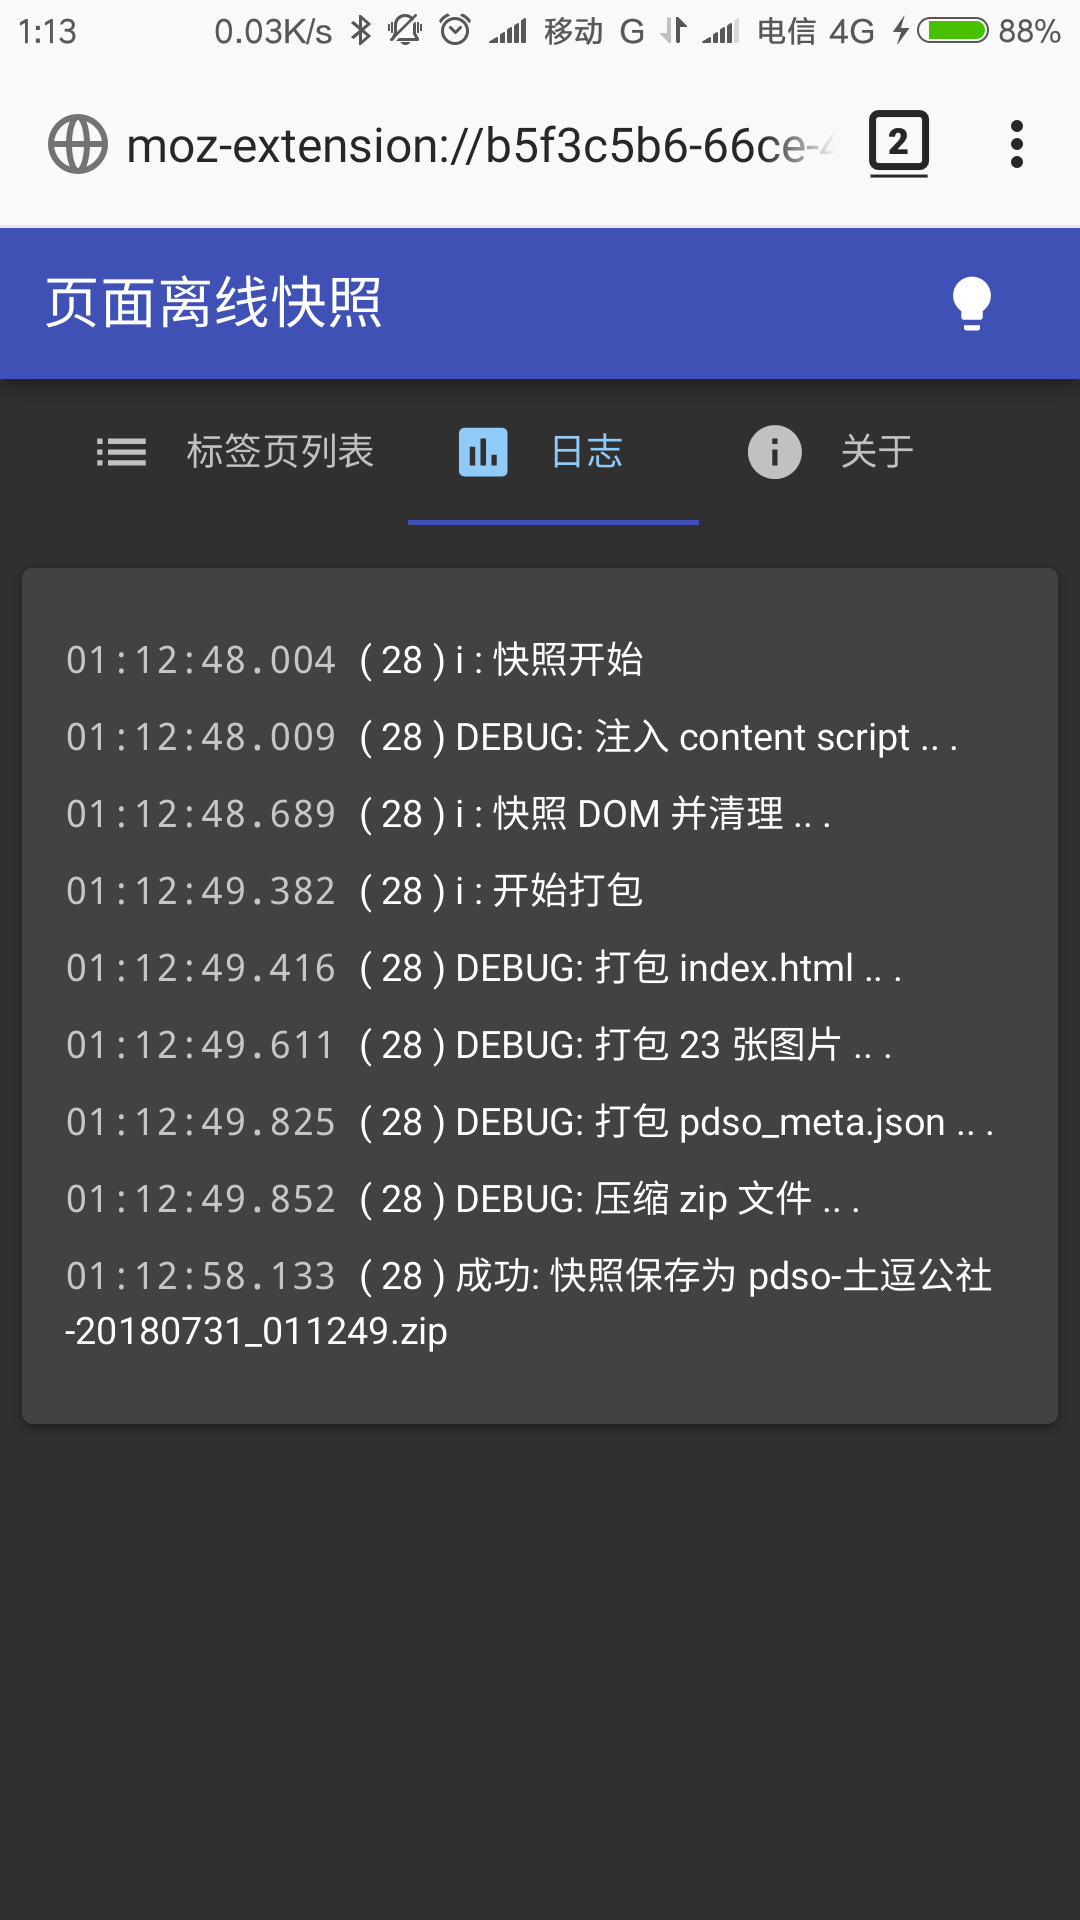 1:13 0.03K/s 移动 G 电信 4G 88%
moz-extension://b5f3c5b6-66ce-4 2
页面离线快照
标签页列表 日志 关于
01:12:48.004 ( 28 ) i : 快照开始
01:12:48.009 ( 28 ) DEBUG: 注入 content script .. .
01:12:48.689 ( 28 ) i : 快照 DOM 并清理 .. .
01:12:49.382 ( 28 ) i : 开始打包
01:12:49.416 ( 28 ) DEBUG: 打包 index.html .. .
01:12:49.611 ( 28 ) DEBUG: 打包 23 张图片 .. .
01:12:49.825 ( 28 ) DEBUG: 打包 pdso_meta.json .. .
01:12:49.852 ( 28 ) DEBUG: 压缩 zip 文件 .. .
01:12:58.133 ( 28 ) 成功: 快照保存为 pdso-土逗公社
-20180731_011249.zip